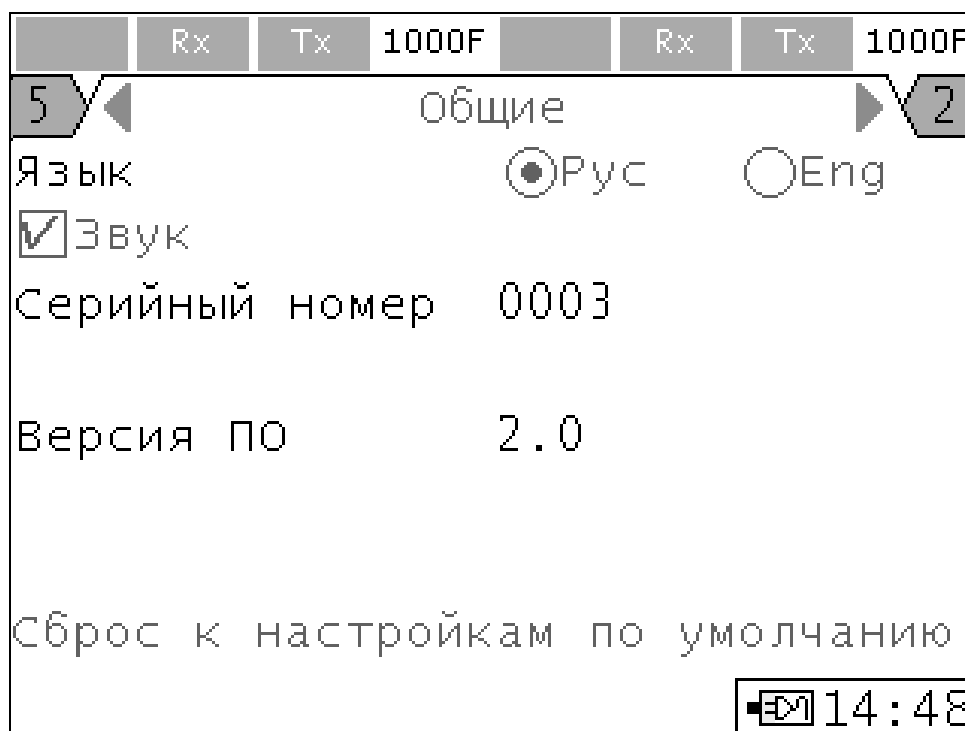 Rx Tx 1000F Rx Tx 1000F
5 Общие 2
Язык Рус Eng
Звук
Серийный номер 0003
Версия ПО 2.0
Сброс к настройкам по умолчанию
14:48